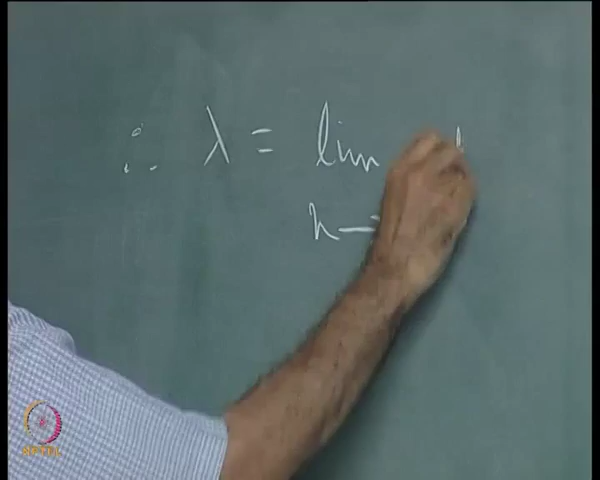 ∴ λ = lim
n→
NPTEL